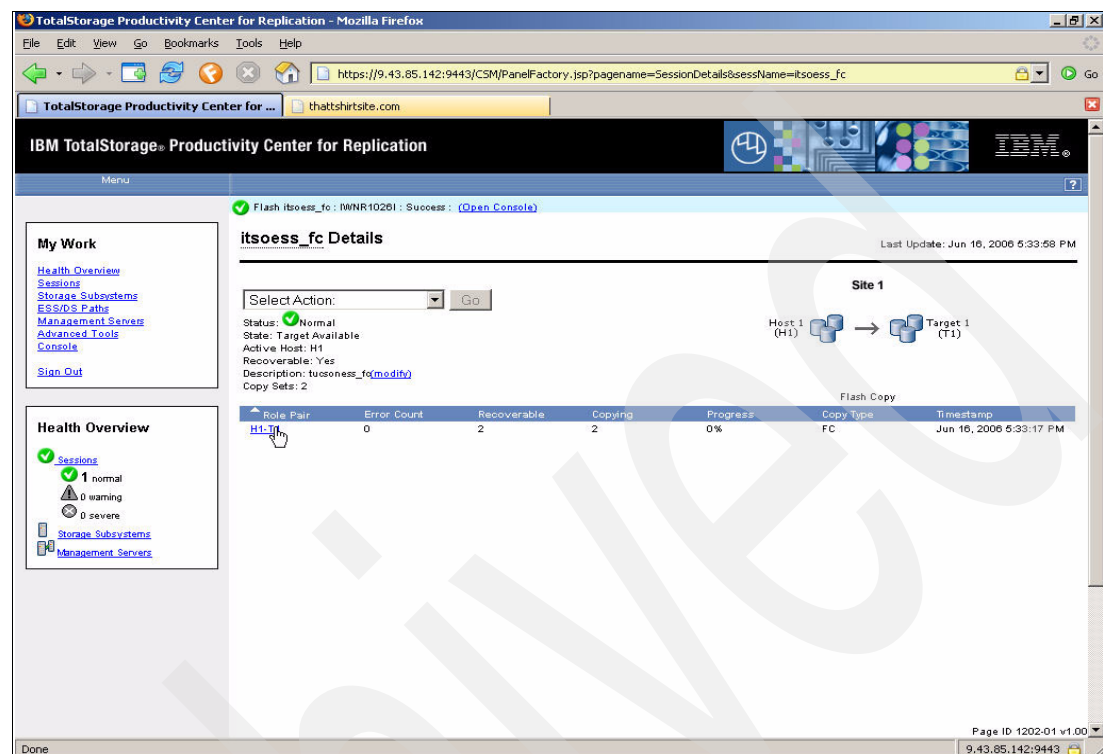 TotalStorage Productivity Center for Replication - Mozilla Firefox
File Edit View Go Bookmarks Tools Help
https://9.43.85.142:9443/CSM/PanelFactory.jsp?pagename=SessionDetails&sessName=itsoess_fc
Go
TotalStorage Productivity Center for ... thattshirtsite.com
IBM TotalStorage® Productivity Center for Replication
IBM®
Menu
?
Flash itsoess_fc : IWNR1026I : Success : (Open Console)
My Work
Health Overview
Sessions
Storage Subsystems
ESS/DS Paths
Management Servers
Advanced Tools
Console
Sign Out
Health Overview
Sessions
1 normal
0 warning
0 severe
Storage Subsystems
Management Servers
itsoess_fc Details
Last Update: Jun 16, 2006 5:33:58 PM
Select Action: Go
Status: Normal
State: Target Available
Active Host: H1
Recoverable: Yes
Description: tucsoness_fc(modify)
Copy Sets: 2
Site 1
Host 1 (H1)
Target 1 (T1)
Flash Copy
Role Pair Error Count Recoverable Copying Progress Copy Type Timestamp
H1-T1 0 2 2 0% FC Jun 16, 2006 5:33:17 PM
Page ID 1202-01 v1.00
Done 9.43.85.142:9443